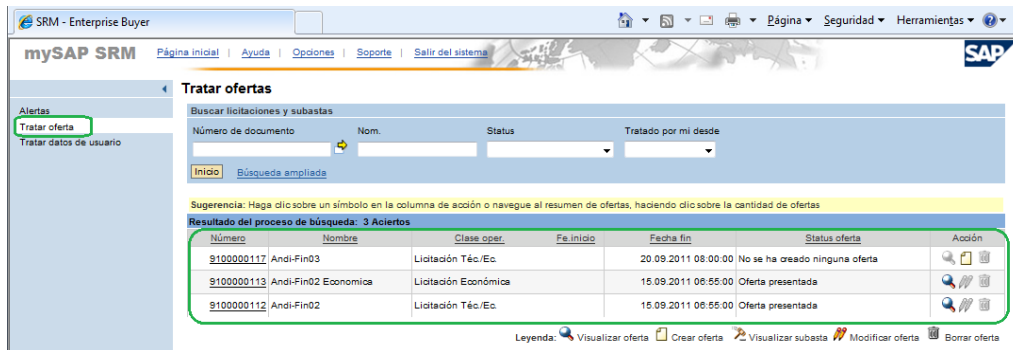 SRM - Enterprise Buyer
Página Seguridad Herramientas
mySAP SRM Página inicial | Ayuda | Opciones | Soporte | Salir del sistema SAP
Tratar ofertas
Alertas
Tratar oferta
Tratar datos de usuario
Buscar licitaciones y subastas
Número de documento Nom. Status Tratado por mi desde
Inicio Búsqueda ampliada
Sugerencia: Haga clic sobre un símbolo en la columna de acción o navegue al resumen de ofertas, haciendo clic sobre la cantidad de ofertas
Resultado del proceso de búsqueda: 3 Aciertos
Número Nombre Clase oper. Fe.inicio Fecha fin Status oferta Acción
9100000117 Andi-Fin03 Licitación Téc./Ec. 20.09.2011 08:00:00 No se ha creado ninguna oferta
9100000113 Andi-Fin02 Economica Licitación Económica 15.09.2011 06:55:00 Oferta presentada
9100000112 Andi-Fin02 Licitación Téc./Ec. 15.09.2011 06:55:00 Oferta presentada
Leyenda: Visualizar oferta Crear oferta Visualizar subasta Modificar oferta Borrar oferta